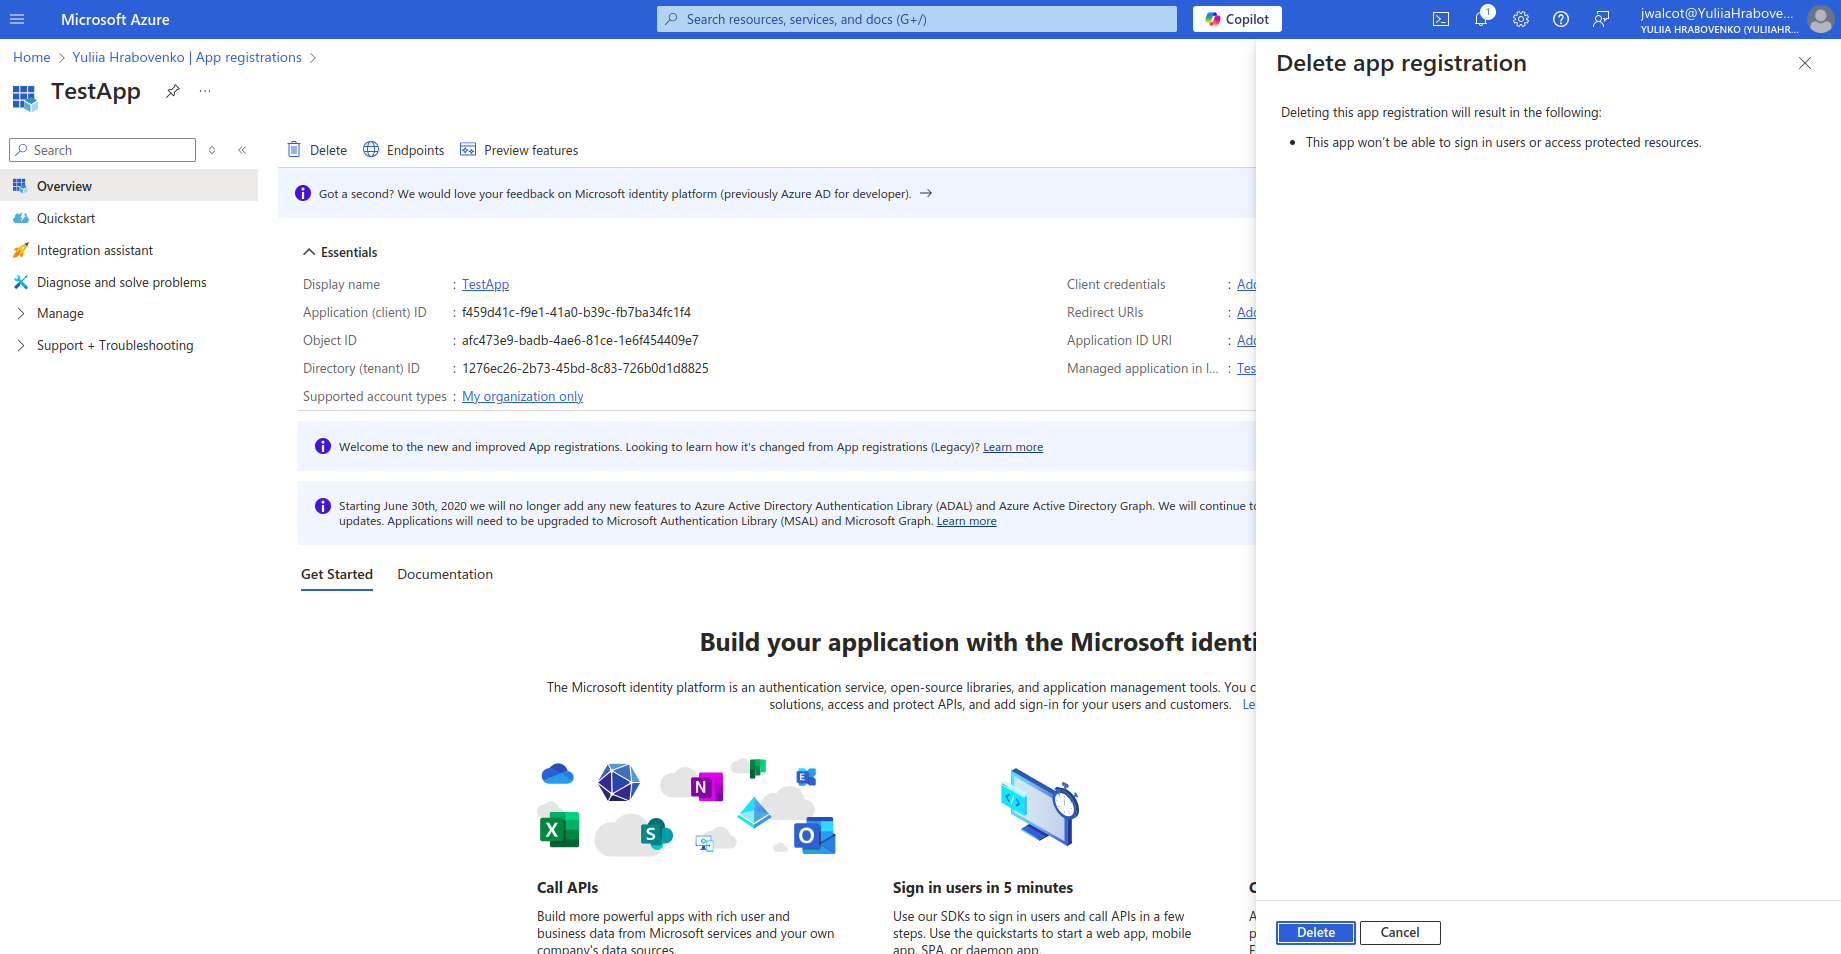 Microsoft Azure
Search resources, services, and docs (G+/)
Copilot
1
jwalcot@YuliiaHrabove...
YULIIA HRABOVENKO (YULIIAHR...
Home > Yuliia Hrabovenko | App registrations >
TestApp
Search
Overview
Quickstart
Integration assistant
Diagnose and solve problems
Manage
Support + Troubleshooting
Delete Endpoints Preview features
Got a second? We would love your feedback on Microsoft identity platform (previously Azure AD for developer). →
Essentials
Display name : TestApp
Application (client) ID : f459d41c-f9e1-41a0-b39c-fb7ba34fc1f4
Object ID : afc473e9-badb-4ae6-81ce-1e6f454409e7
Directory (tenant) ID : 1276ec26-2b73-45bd-8c83-726b0d1d8825
Supported account types : My organization only
Client credentials : Add
Redirect URIs : Add
Application ID URI : Add
Managed application in l... : Tes
Welcome to the new and improved App registrations. Looking to learn how it's changed from App registrations (Legacy)? Learn more
Starting June 30th, 2020 we will no longer add any new features to Azure Active Directory Authentication Library (ADAL) and Azure Active Directory Graph. We will continue to
updates. Applications will need to be upgraded to Microsoft Authentication Library (MSAL) and Microsoft Graph. Learn more
Get Started Documentation
Build your application with the Microsoft identi
The Microsoft identity platform is an authentication service, open-source libraries, and application management tools. You c
solutions, access and protect APIs, and add sign-in for your users and customers. Le
N
E
X
S
O
Call APIs
Build more powerful apps with rich user and
business data from Microsoft services and your own
company's data sources.
Sign in users in 5 minutes
Use our SDKs to sign in users and call APIs in a few
steps. Use the quickstarts to start a web app, mobile
app, SPA, or daemon app.
Delete app registration
Deleting this app registration will result in the following:
• This app won't be able to sign in users or access protected resources.
Delete Cancel